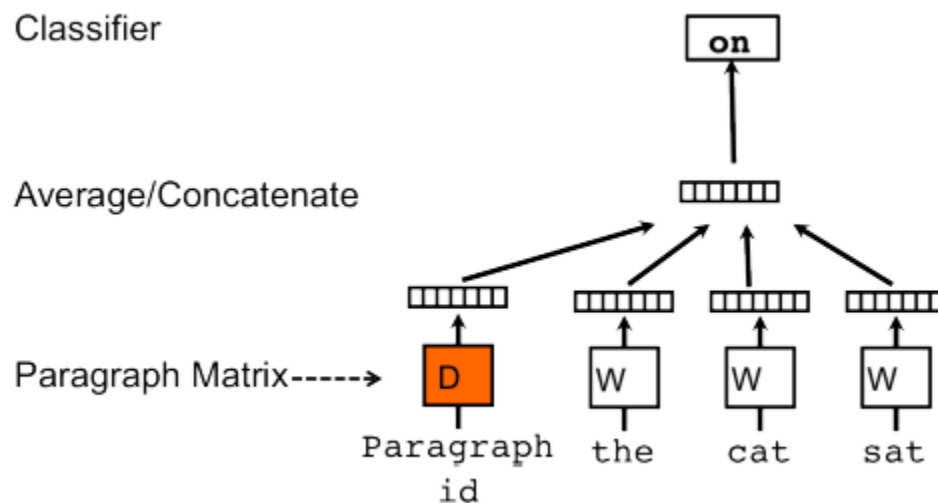 Classifier
on
Average/Concatenate
Paragraph Matrix
D
W
W
W
Paragraph
id
the
cat
sat